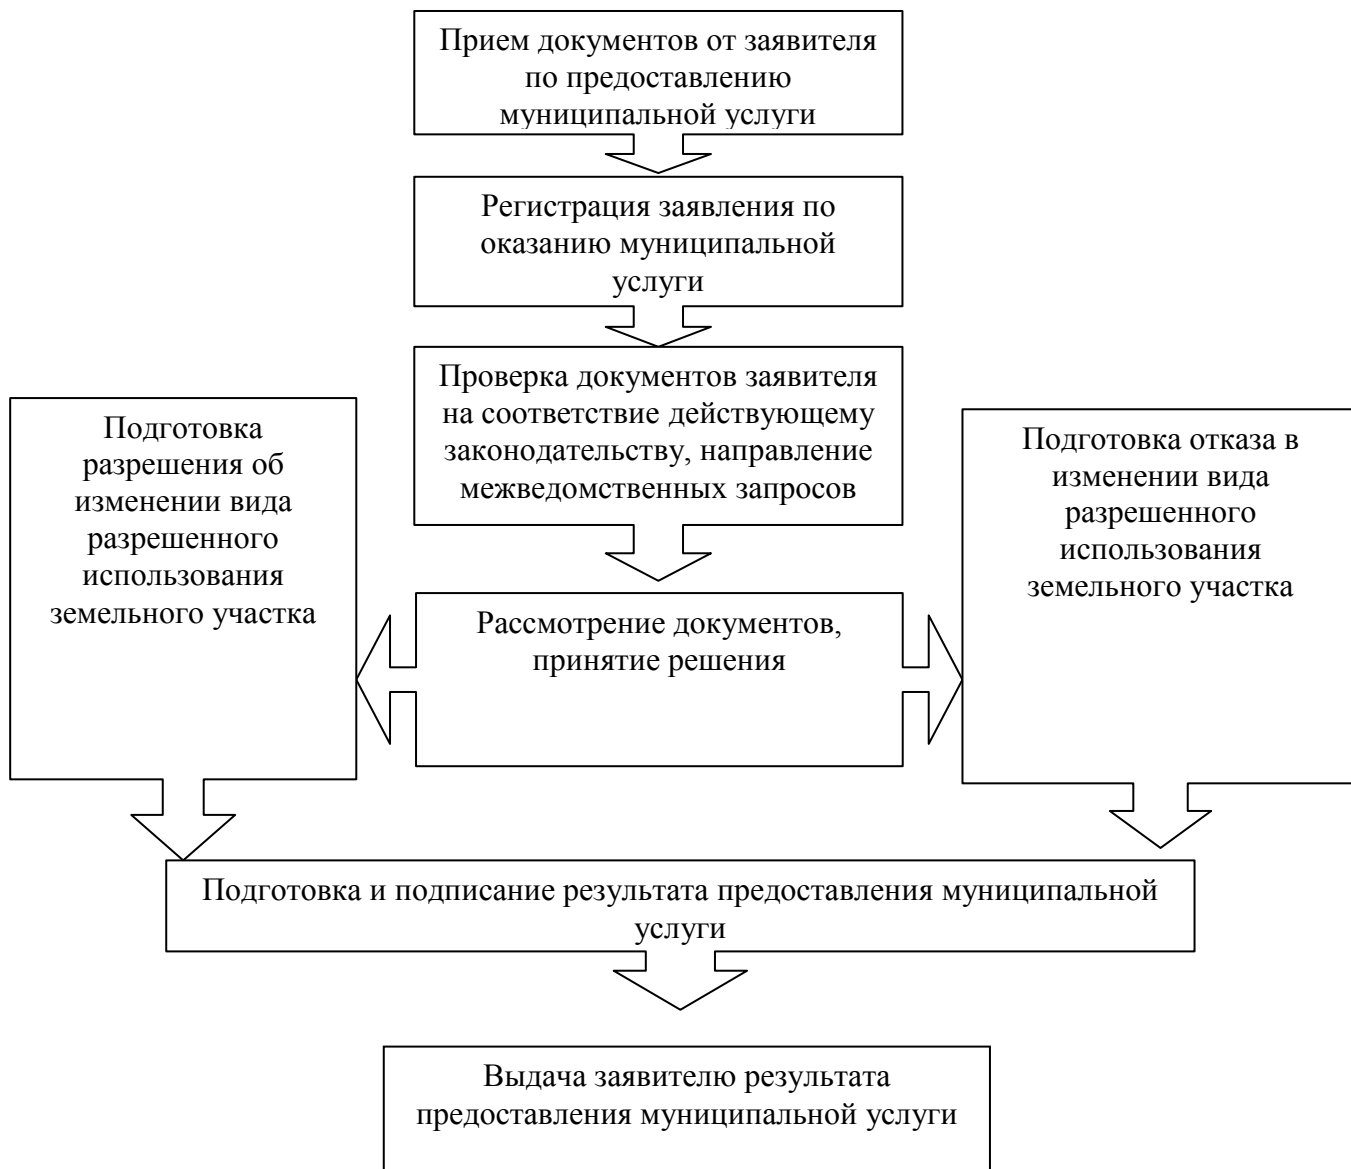 Прием документов от заявителя
по предоставлению
муниципальной услуги
Регистрация заявления по
оказанию муниципальной
услуги
Проверка документов заявителя
на соответствие действующему
законодательству, направление
межведомственных запросов
Подготовка
разрешения об
изменении вида
разрешенного
использования
земельного участка
Подготовка отказа в
изменении вида
разрешенного
использования
земельного участка
Рассмотрение документов,
принятие решения
Подготовка и подписание результата предоставления муниципальной
услуги
Выдача заявителю результата
предоставления муниципальной услуги